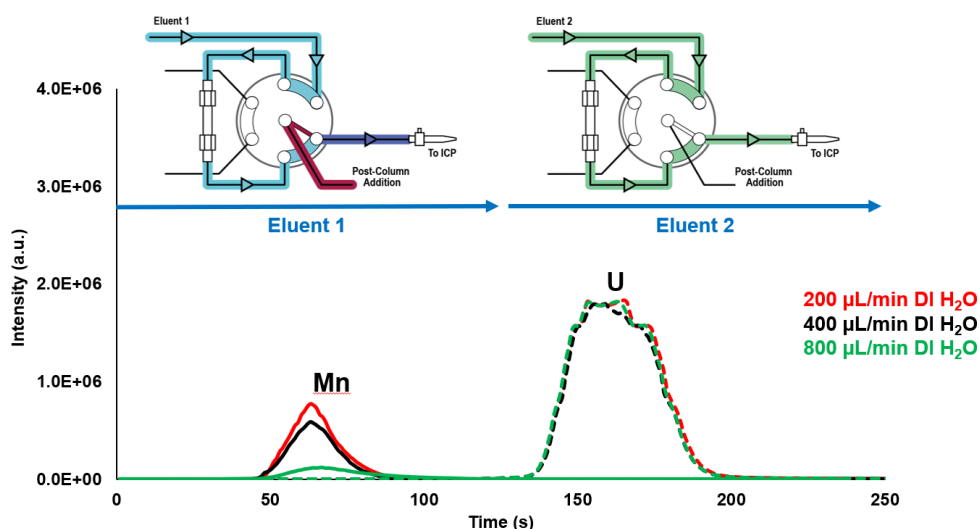 Eluent 1
To ICP
Post-Column
Addition
Eluent 2
To ICP
Post-Column
Addition
Eluent 1
Eluent 2
Intensity (a.u.)
4.0E+06
3.0E+06
2.0E+06
1.0E+06
0.0E+00
Mn
U
200 µL/min DI H₂O
400 µL/min DI H₂O
800 µL/min DI H₂O
0
50
100
150
200
250
Time (s)